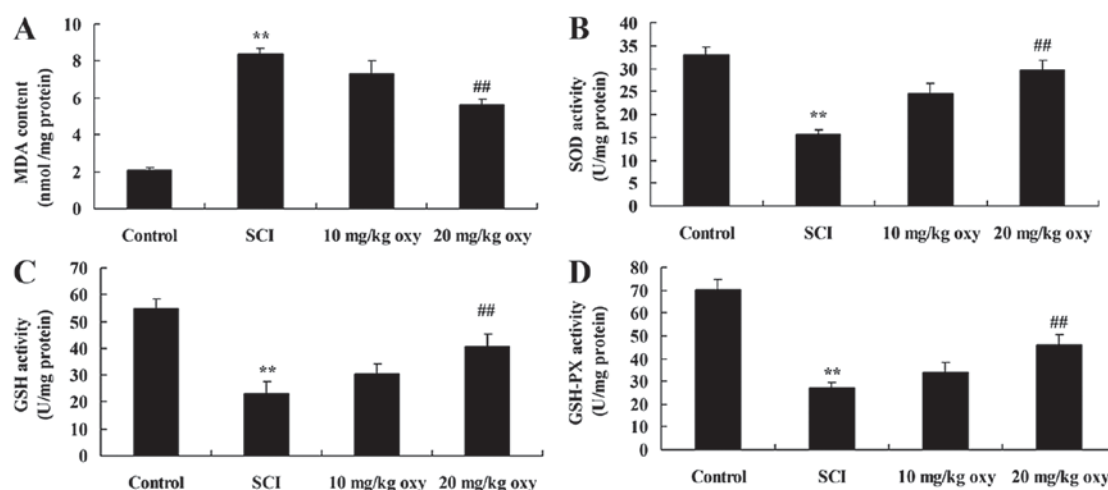 A
MDA content
(nmol /mg protein)
10
8
6
4
2
0
**
##
Control
SCI
10 mg/kg oxy
20 mg/kg oxy
B
SOD activity
(U/mg protein)
40
35
30
25
20
15
10
5
0
**
##
Control
SCI
10 mg/kg oxy
20 mg/kg oxy
C
GSH activity
(U/mg protein)
70
60
50
40
30
20
10
0
**
##
Control
SCI
10 mg/kg oxy
20 mg/kg oxy
D
GSH-PX activity
(U/mg protein)
80
70
60
50
40
30
20
10
0
**
##
Control
SCI
10 mg/kg oxy
20 mg/kg oxy